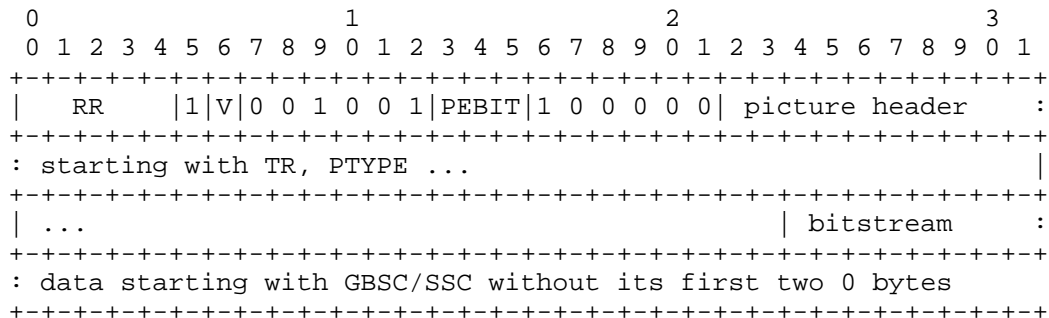 0                   1                   2                   3
 0 1 2 3 4 5 6 7 8 9 0 1 2 3 4 5 6 7 8 9 0 1 2 3 4 5 6 7 8 9 0 1
+-+-+-+-+-+-+-+-+-+-+-+-+-+-+-+-+-+-+-+-+-+-+-+-+-+-+-+-+-+-+-+-+
|   RR    |1|V|0 0 1 0 0 1|PEBIT|1 0 0 0 0 0| picture header    :
+-+-+-+-+-+-+-+-+-+-+-+-+-+-+-+-+-+-+-+-+-+-+-+-+-+-+-+-+-+-+-+-+
: starting with TR, PTYPE ...                                   |
+-+-+-+-+-+-+-+-+-+-+-+-+-+-+-+-+-+-+-+-+-+-+-+-+-+-+-+-+-+-+-+-+
| ...                                           | bitstream     :
+-+-+-+-+-+-+-+-+-+-+-+-+-+-+-+-+-+-+-+-+-+-+-+-+-+-+-+-+-+-+-+-+
: data starting with GBSC/SSC without its first two 0 bytes
+-+-+-+-+-+-+-+-+-+-+-+-+-+-+-+-+-+-+-+-+-+-+-+-+-+-+-+-+-+-+-+-+